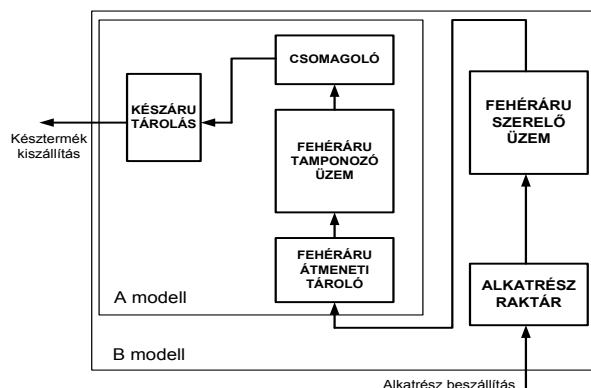 CSOMAGOLÓ
KÉSZÁRU
TÁROLÁS
Késztermék
kiszállítás
FEHÉRÁRU
TAMPONOZÓ
ÜZEM
FEHÉRÁRU
SZERELŐ
ÜZEM
FEHÉRÁRU
ÁTMENETI
TÁROLÓ
ALKATRÉSZ
RAKTÁR
A modell
B modell
Alkatrész beszállítás